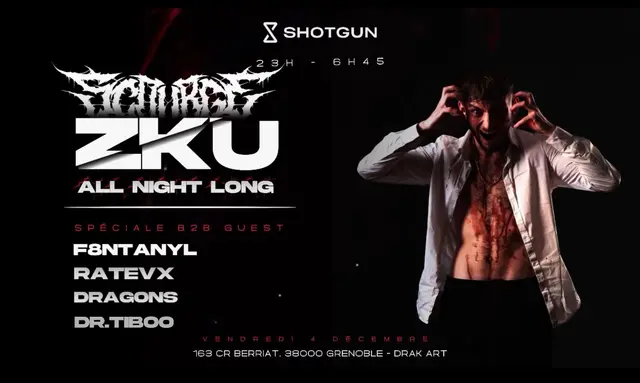 SHOTGUN
23H - 6H45
SCOURGE
ZKU
ALL NIGHT LONG
SPÉCIALE B2B GUEST
F8NTANYL
RATEVX
DRAGONS
DR.TIBOO
VENDREDI 4 DÉCEMBRE
163 CR BERRIAT, 38000 GRENOBLE - DRAK ART